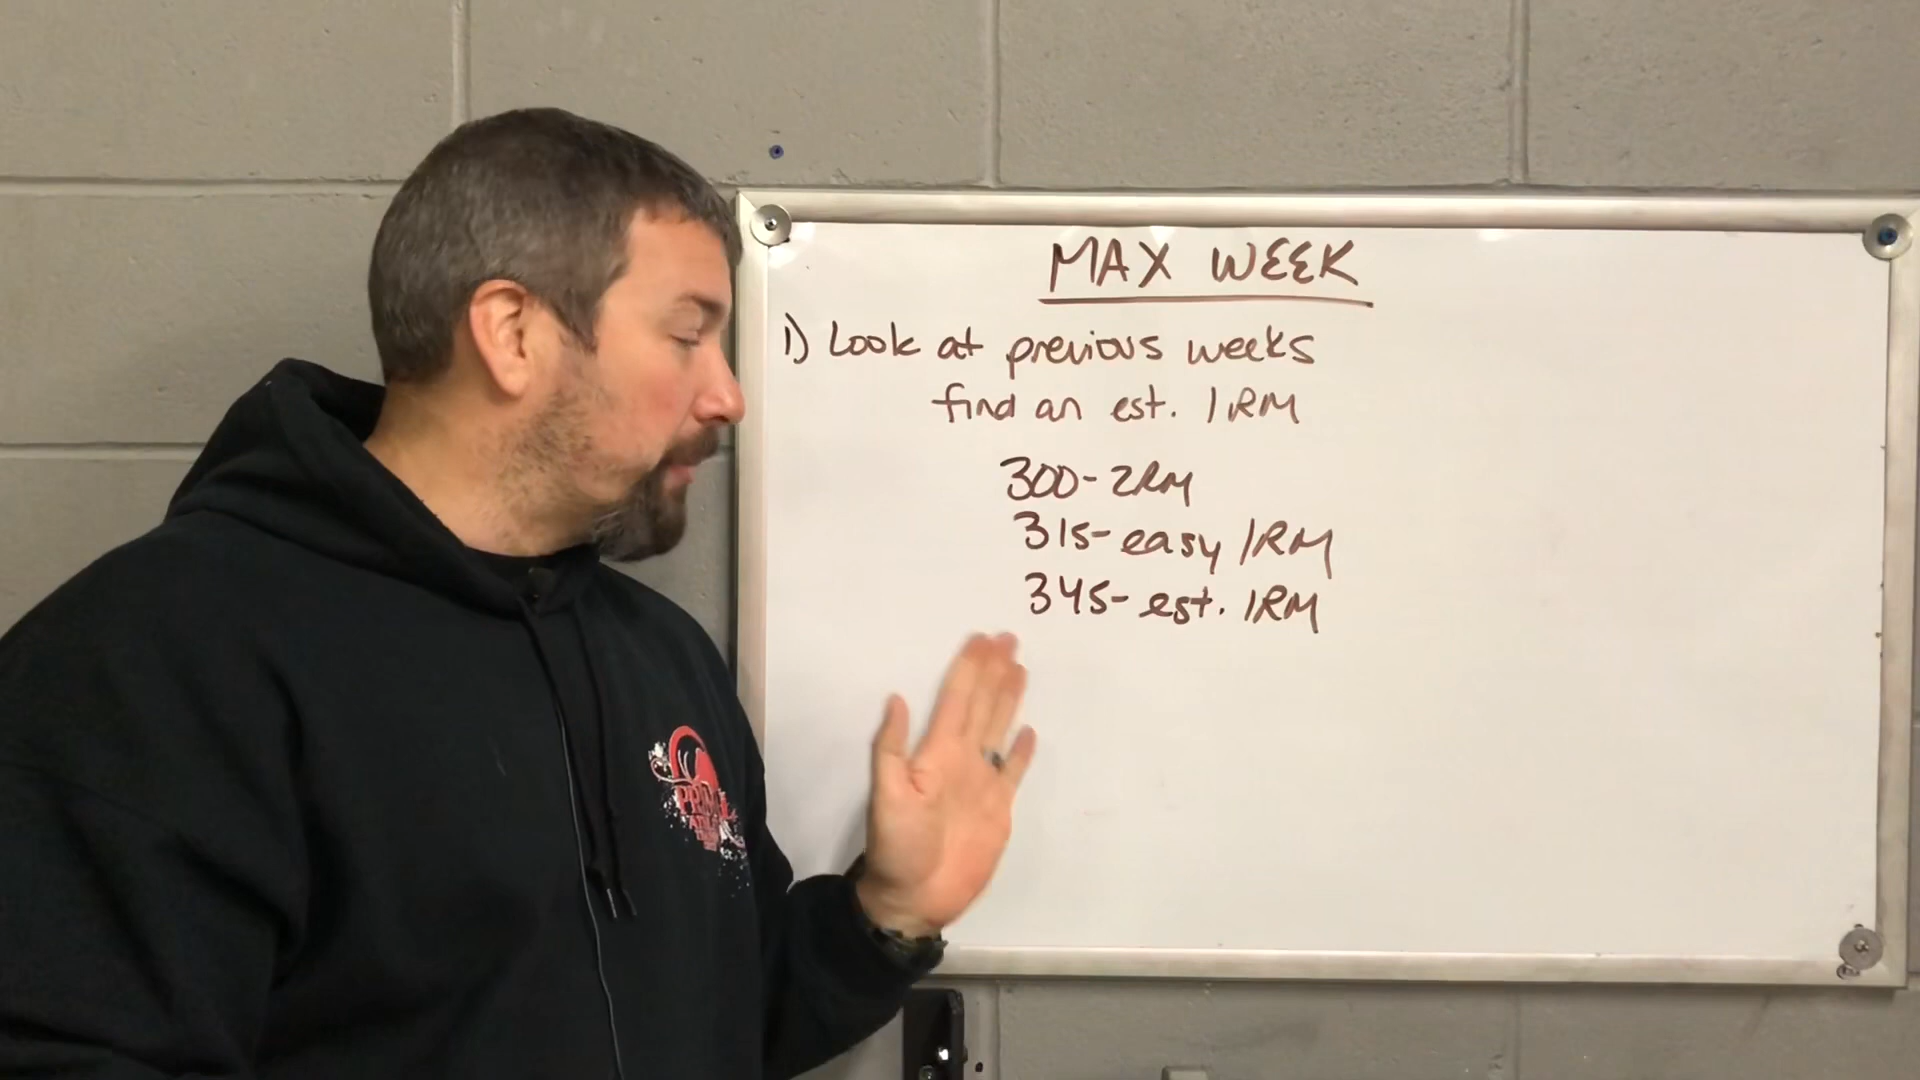 MAX WEEK
1) Look at previous weeks
find an est. 1RM
300-2RM
315-easy 1RM
345-est. 1RM